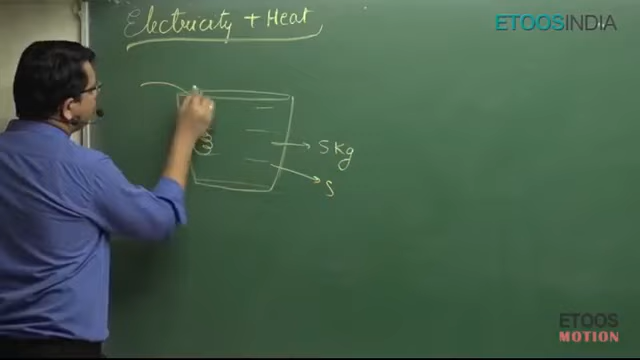 Electricity + Heat
ETOOSINDIA
5 Kg
S
ETOOS
MOTION